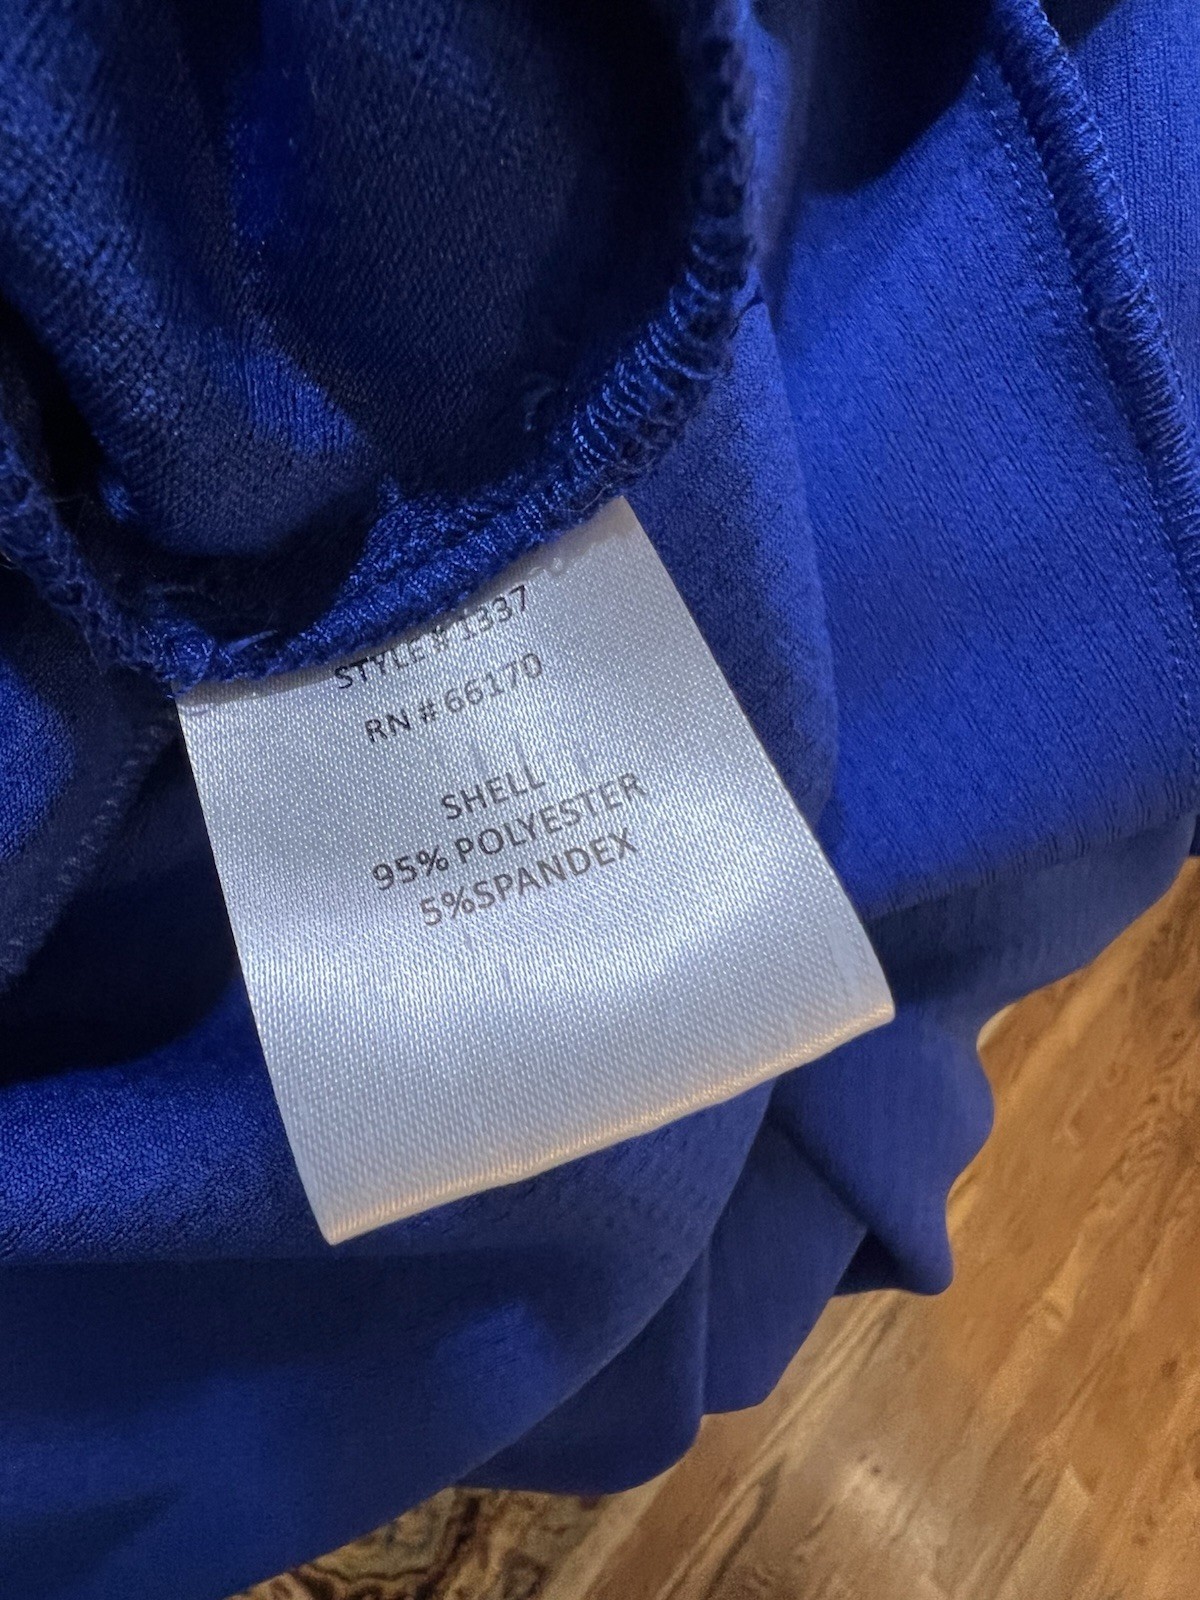 STYLE # 1337
RN # 66170
SHELL
95% POLYESTER
5%SPANDEX